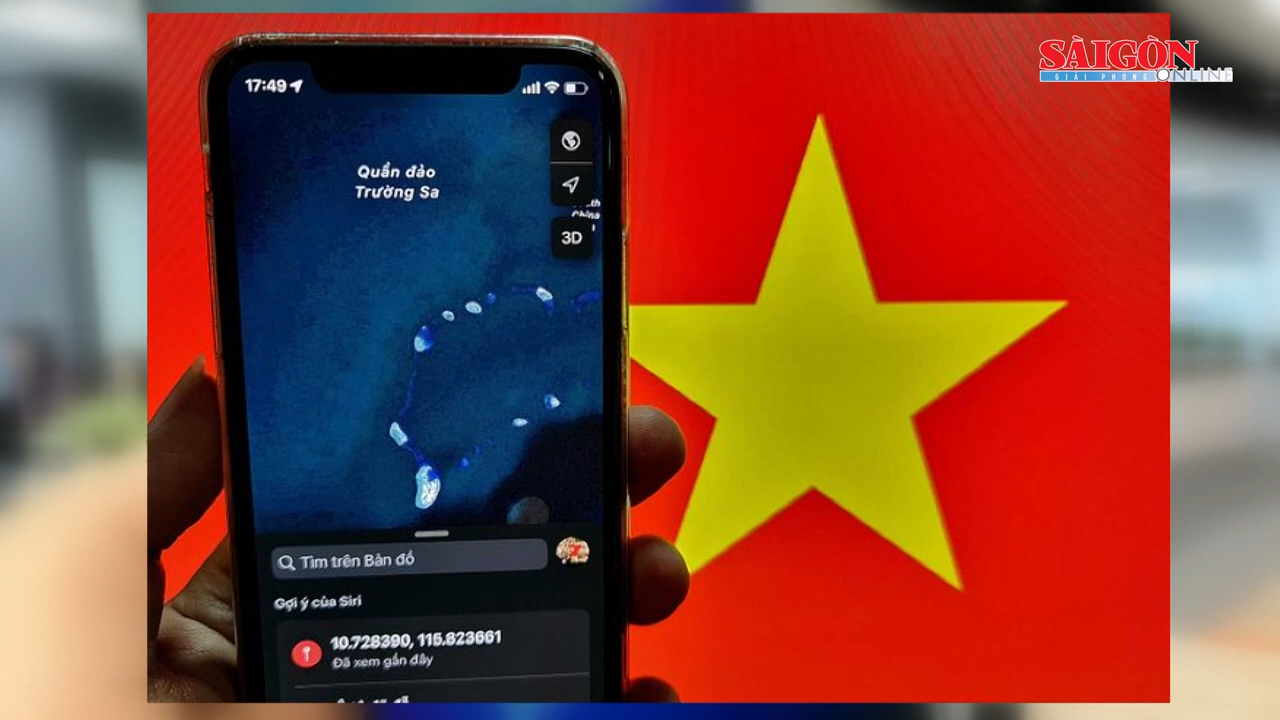 SÀIGÒN
GIẢI PHÓNG ONLINE
17:49
Quần đảo
Trường Sa
China
3D
Tìm trên Bản đồ
Gợi ý của Siri
10.728390, 115.823661
Đã xem gần đây